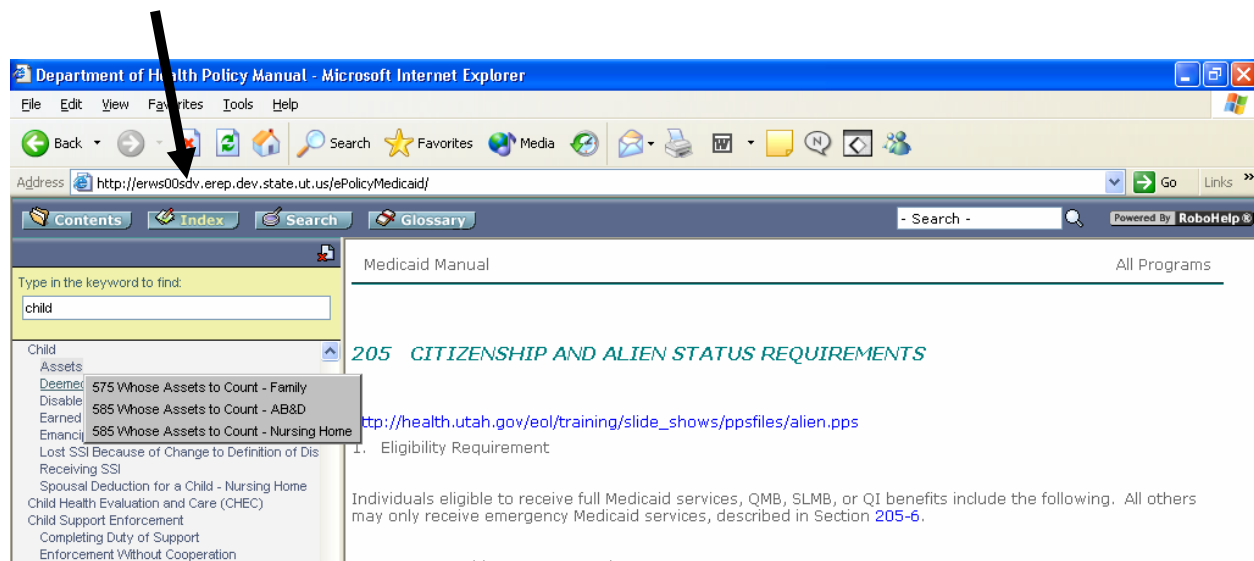 Department of Health Policy Manual - Microsoft Internet Explorer
File Edit View Favorites Tools Help
Back Search Favorites Media
Address http://erws00sdv.erep.dev.state.ut.us/ePolicyMedicaid/ Go Links »
Contents Index Search Glossary - Search - Powered By RoboHelp®
Medicaid Manual All Programs
Type in the keyword to find:
child
Child
Assets
Deemed
575 Whose Assets to Count - Family
585 Whose Assets to Count - AB&D
585 Whose Assets to Count - Nursing Home
Disable
Earned
Emanci
Lost SSI Because of Change to Definition of Dis
Receiving SSI
Spousal Deduction for a Child - Nursing Home
Child Health Evaluation and Care (CHEC)
Child Support Enforcement
Completing Duty of Support
Enforcement Without Cooperation
205 CITIZENSHIP AND ALIEN STATUS REQUIREMENTS
ttp://health.utah.gov/eol/training/slide_shows/ppsfiles/alien.pps
1. Eligibility Requirement
Individuals eligible to receive full Medicaid services, QMB, SLMB, or QI benefits include the following. All others
may only receive emergency Medicaid services, described in Section 205-6.